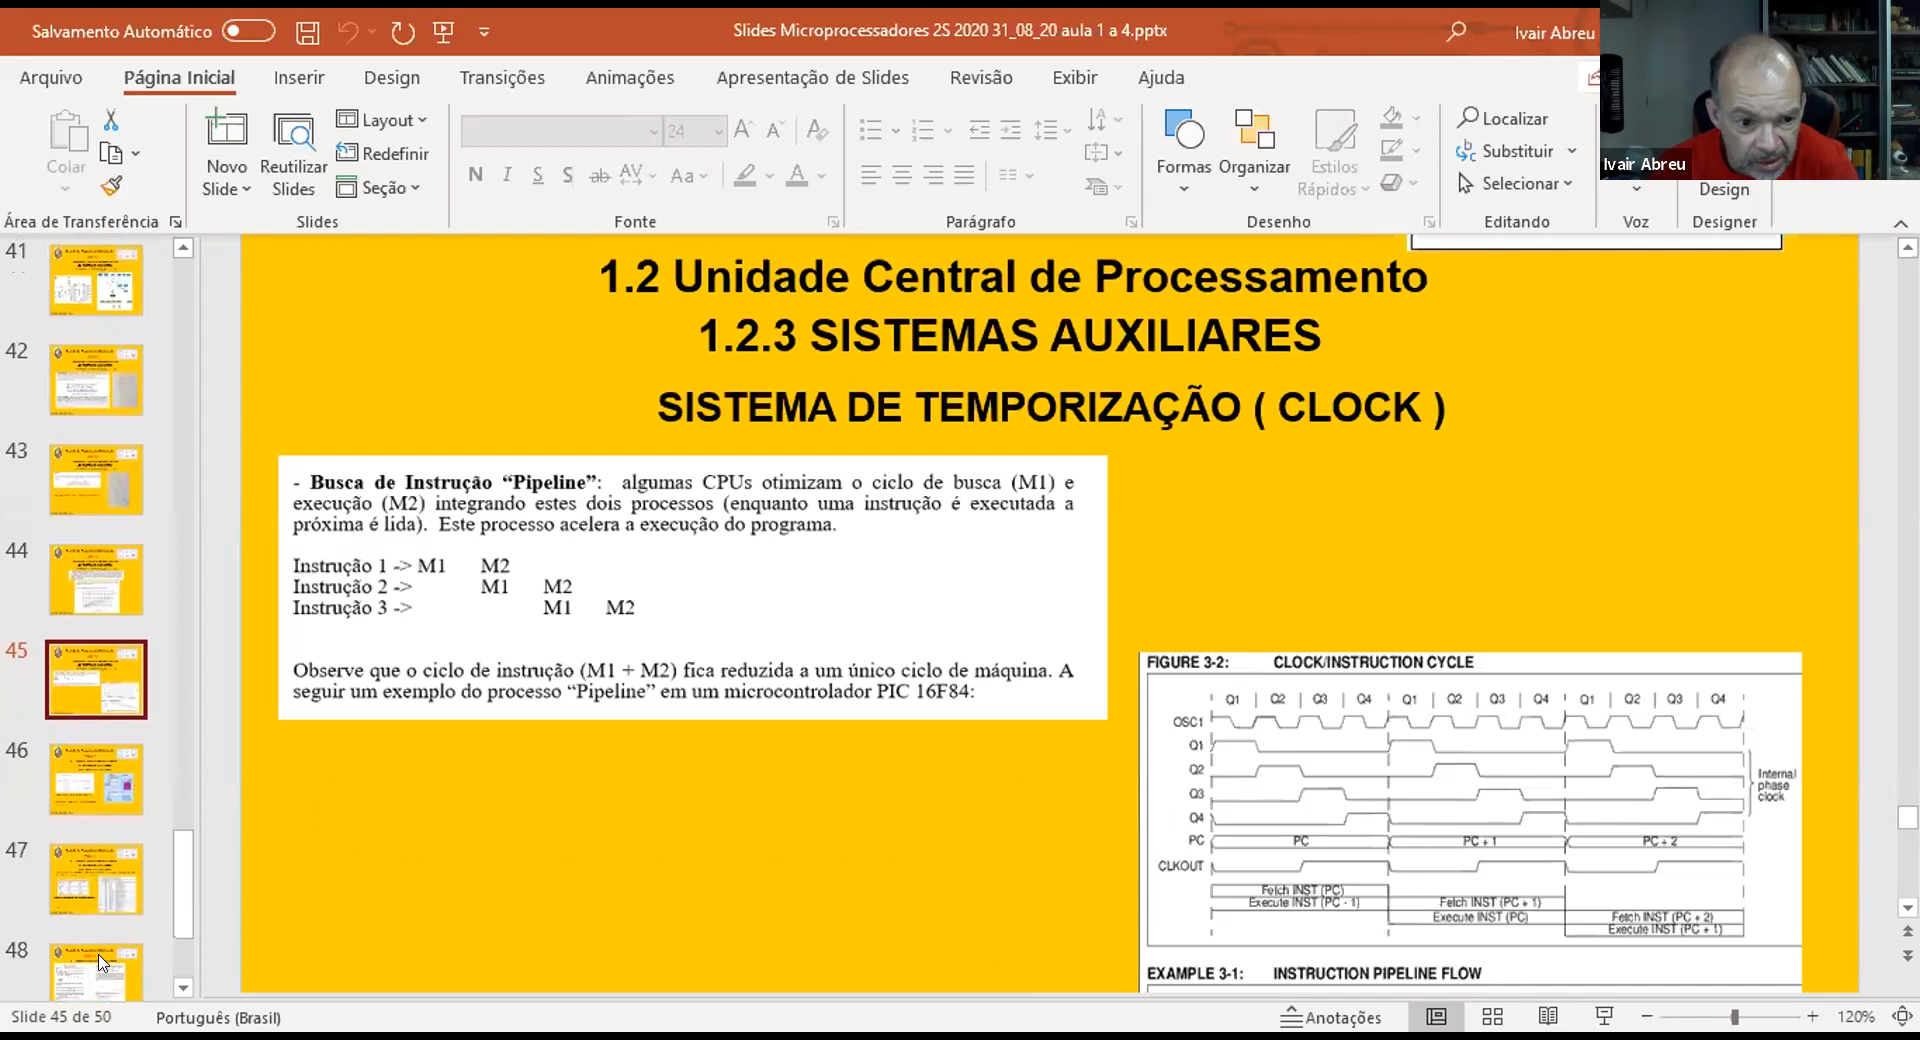 Salvamento Automático
Slides Microprocessadores 2S 2020 31_08_20 aula 1 a 4.pptx
Ivair Abreu
Arquivo
Página Inicial
Inserir
Design
Transições
Animações
Apresentação de Slides
Revisão
Exibir
Ajuda
Colar
Novo
Slide
Reutilizar
Slides
Layout
Redefinir
Seção
24
N I S S ab AV Aa A
Formas
Organizar
Estilos
Rápidos
Localizar
Substituir
Selecionar
Ivair Abreu
Design
Área de Transferência
Slides
Fonte
Parágrafo
Desenho
Editando
Voz
Designer
41
42
43
44
45
46
47
48
1.2 Unidade Central de Processamento
1.2.3 SISTEMAS AUXILIARES
SISTEMA DE TEMPORIZAÇÃO ( CLOCK )
- Busca de Instrução “Pipeline”: algumas CPUs otimizam o ciclo de busca (M1) e
execução (M2) integrando estes dois processos (enquanto uma instrução é executada a
próxima é lida). Este processo acelera a execução do programa.
Instrução 1 -> M1 M2
Instrução 2 -> M1 M2
Instrução 3 -> M1 M2
Observe que o ciclo de instrução (M1 + M2) fica reduzida a um único ciclo de máquina. A
seguir um exemplo do processo “Pipeline” em um microcontrolador PIC 16F84:
FIGURE 3-2: CLOCK/INSTRUCTION CYCLE
Q1 Q2 Q3 Q4 Q1 Q2 Q3 Q4 Q1 Q2 Q3 Q4
OSC1
Q1
Q2
Q3
Q4
Internal
phase
clock
PC PC PC + 1 PC + 2
CLKOUT
Fetch INST (PC)
Execute INST (PC - 1) Fetch INST (PC + 1)
Execute INST (PC) Fetch INST (PC + 2)
Execute INST (PC + 1)
EXAMPLE 3-1: INSTRUCTION PIPELINE FLOW
Slide 45 de 50
Português (Brasil)
Anotações
120%